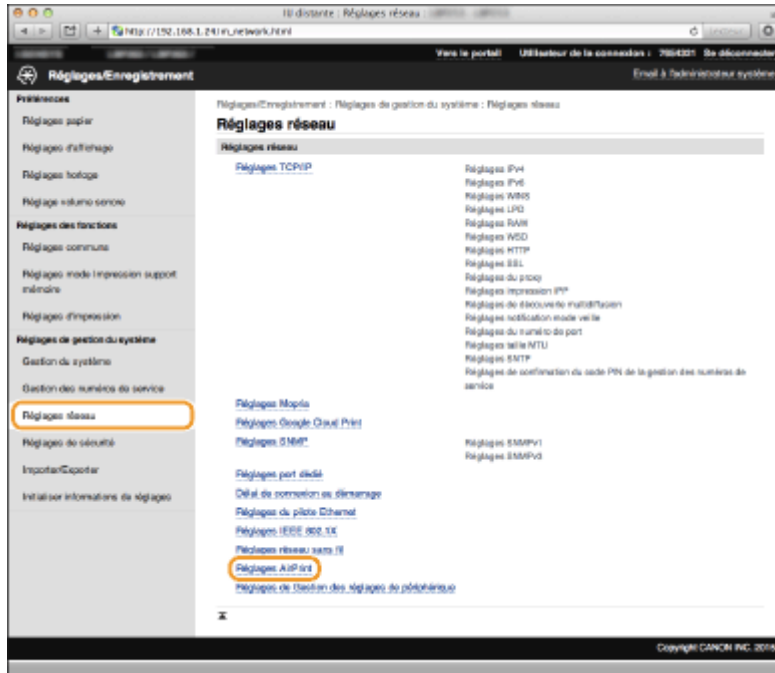 IU distante : Réglages réseau :
http://192.168.1.24/m_network.html
Vers le portail Utilisateur de la connexion : 7654321 Se déconnecter
Réglages/Enregistrement
Email à l'administrateur système
Préférences
Réglages papier
Réglages d'affichage
Réglages horloge
Réglage volume sonore
Réglages des fonctions
Réglages communs
Réglages mode Impression support
mémoire
Réglages d'impression
Réglages de gestion du système
Gestion du système
Gestion des numéros de service
Réglages réseau
Réglages de sécurité
Importer/Exporter
Initialiser informations de réglages
Réglages/Enregistrement : Réglages de gestion du système : Réglages réseau
Réglages réseau
Réglages réseau
Réglages TCP/IP
Réglages IPv4
Réglages IPv6
Réglages WINS
Réglages LPD
Réglages RAW
Réglages WSD
Réglages HTTP
Réglages SSL
Réglages du proxy
Réglages impression IPP
Réglages de découverte multidiffusion
Réglages notification mode veille
Réglages du numéro de port
Réglages taille MTU
Réglages SNTP
Réglages de confirmation du code PIN de la gestion des numéros de
service
Réglages Mopria
Réglages Google Cloud Print
Réglages SNMP
Réglages SNMPv1
Réglages SNMPv3
Réglages port dédié
Délai de connexion au démarrage
Réglages du pilote Ethernet
Réglages IEEE 802.1X
Réglages réseau sans fil
Réglages AirPrint
Réglages de Gestion des réglages de périphérique
Copyright CANON INC.